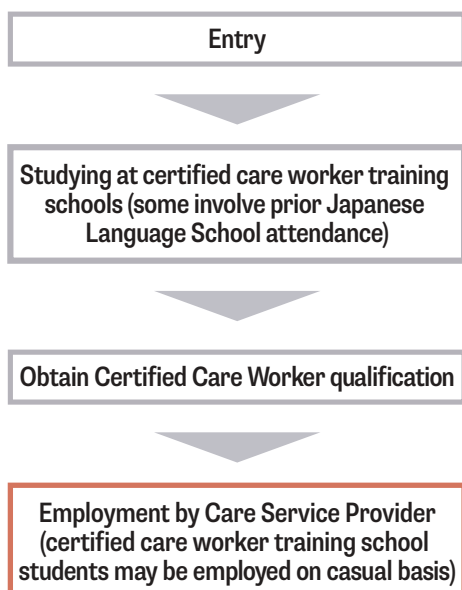 Entry
Studying at certified care worker training
schools (some involve prior Japanese
Language School attendance)
Obtain Certified Care Worker qualification
Employment by Care Service Provider
(certified care worker training school
students may be employed on casual basis)